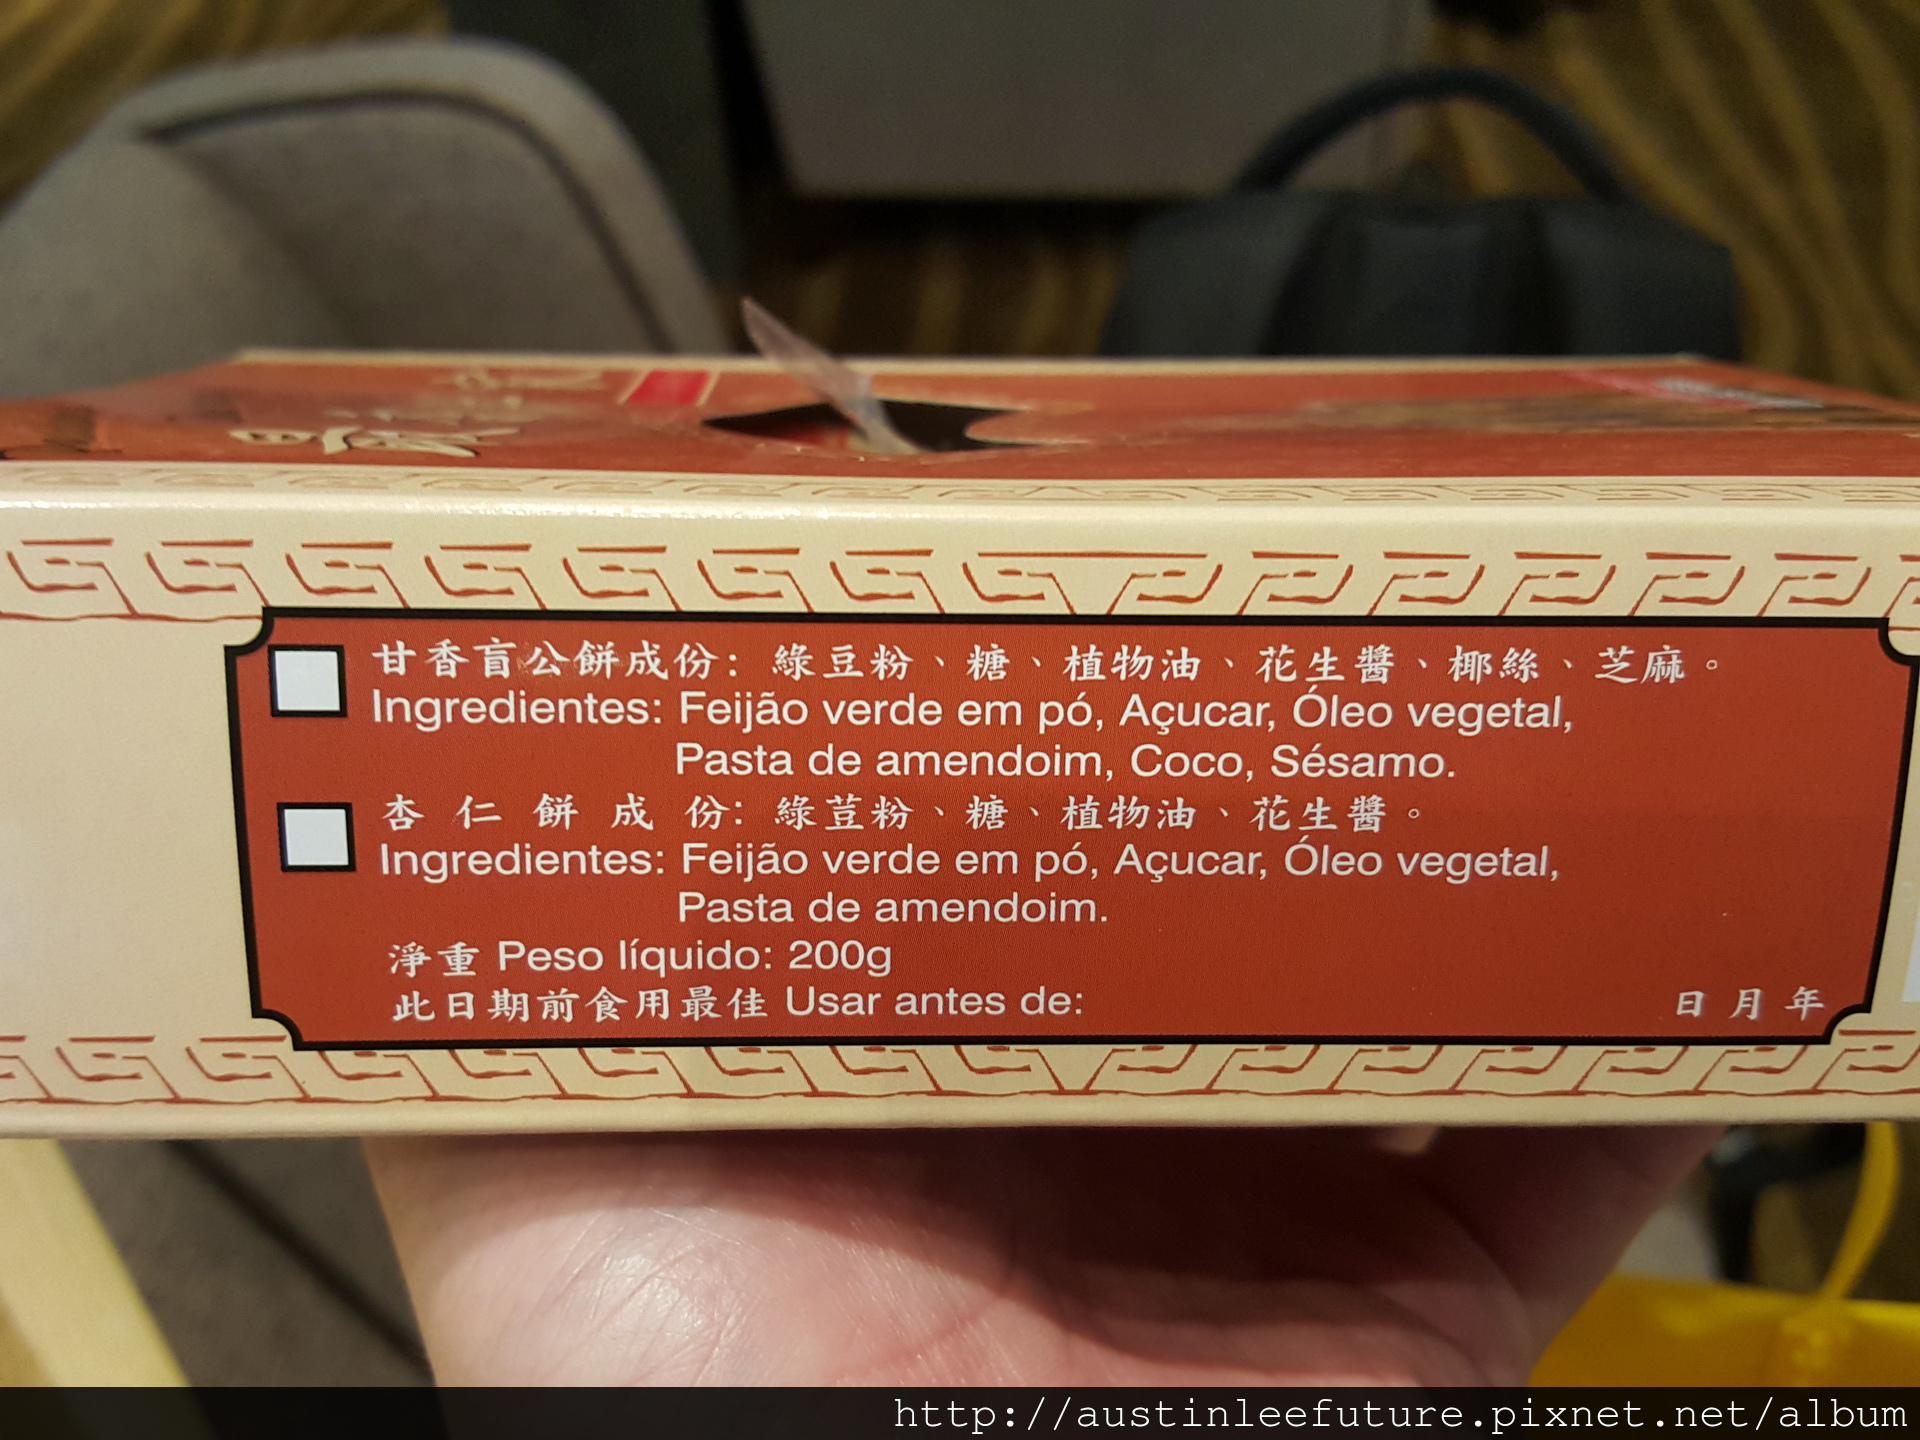 甘香盲公餅成份：綠豆粉、糖、植物油、花生醬、椰絲、芝麻。
Ingredientes: Feijão verde em pó, Açucar, Óleo vegetal,
Pasta de amendoim, Coco, Sésamo.
杏仁餅成份：綠荳粉、糖、植物油、花生醬。
Ingredientes: Feijão verde em pó, Açucar, Óleo vegetal,
Pasta de amendoim.
淨重 Peso líquido: 200g
此日期前食用最佳 Usar antes de: 日 月 年
http://austinleefuture.pixnet.net/album